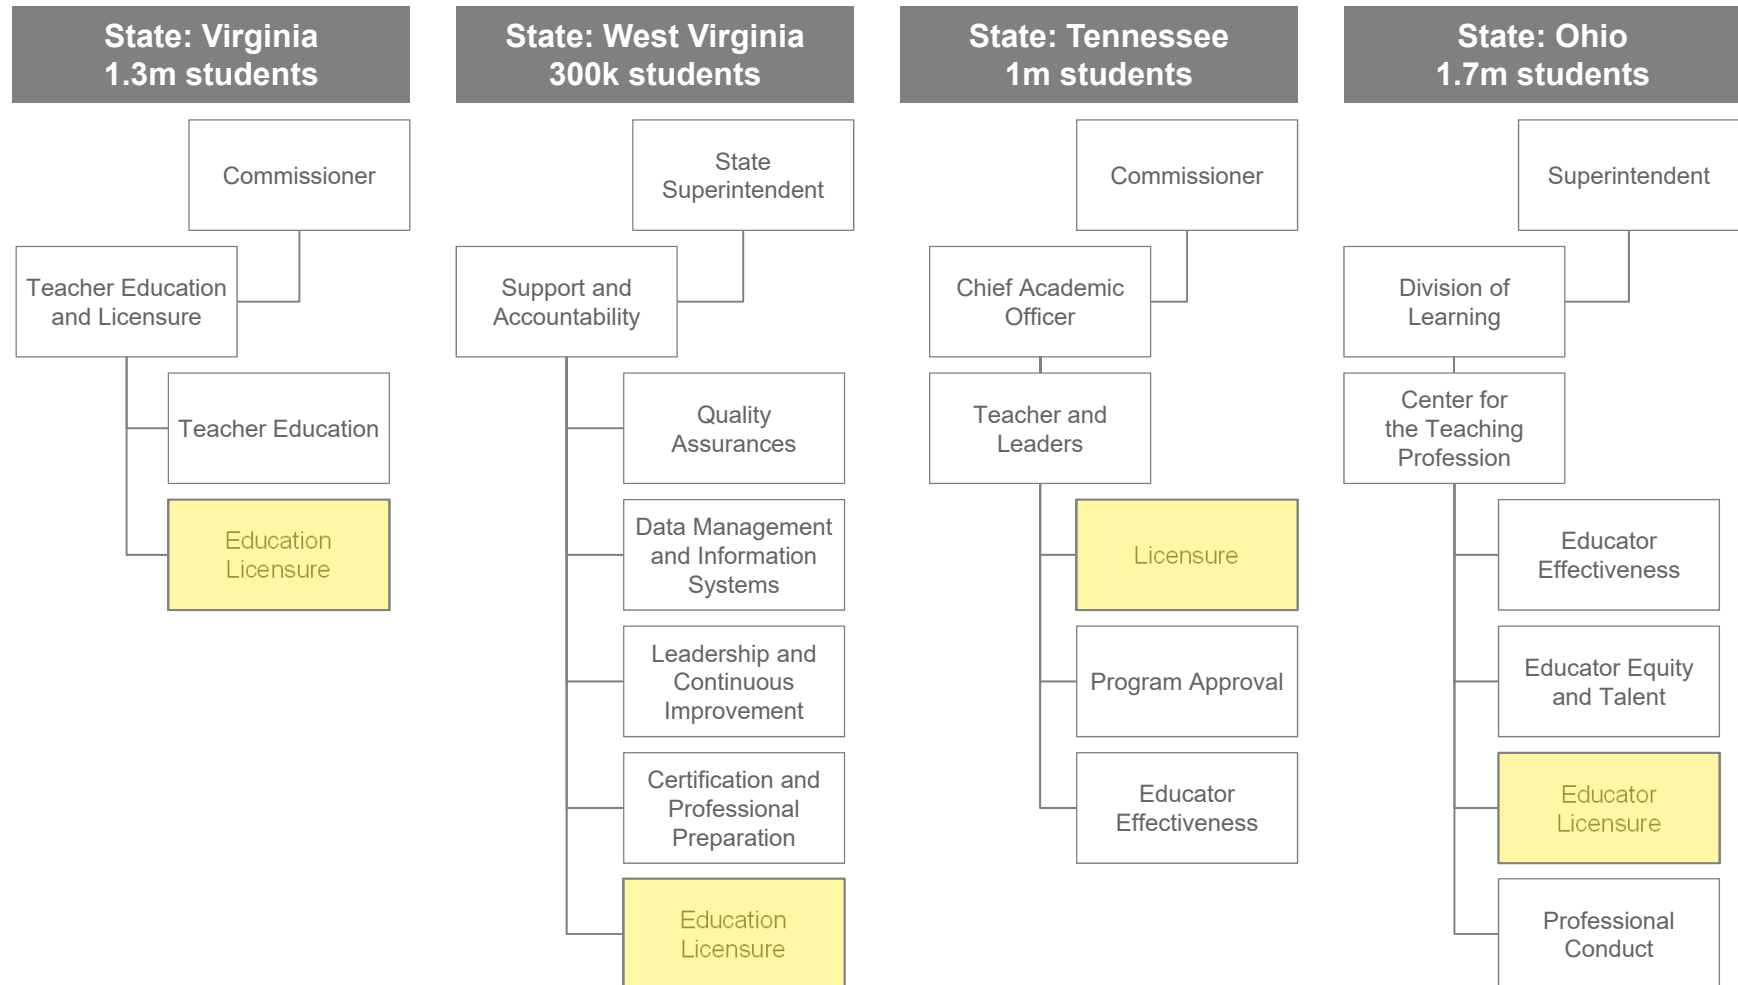 State: Virginia
1.3m students
Commissioner
Teacher Education
and Licensure
Teacher Education
Education
Licensure
State: West Virginia
300k students
State
Superintendent
Support and
Accountability
Quality
Assurances
Data Management
and Information
Systems
Leadership and
Continuous
Improvement
Certification and
Professional
Preparation
Education
Licensure
State: Tennessee
1m students
Commissioner
Chief Academic
Officer
Teacher and
Leaders
Licensure
Program Approval
Educator
Effectiveness
State: Ohio
1.7m students
Superintendent
Division of
Learning
Center for
the Teaching
Profession
Educator
Effectiveness
Educator Equity
and Talent
Educator
Licensure
Professional
Conduct